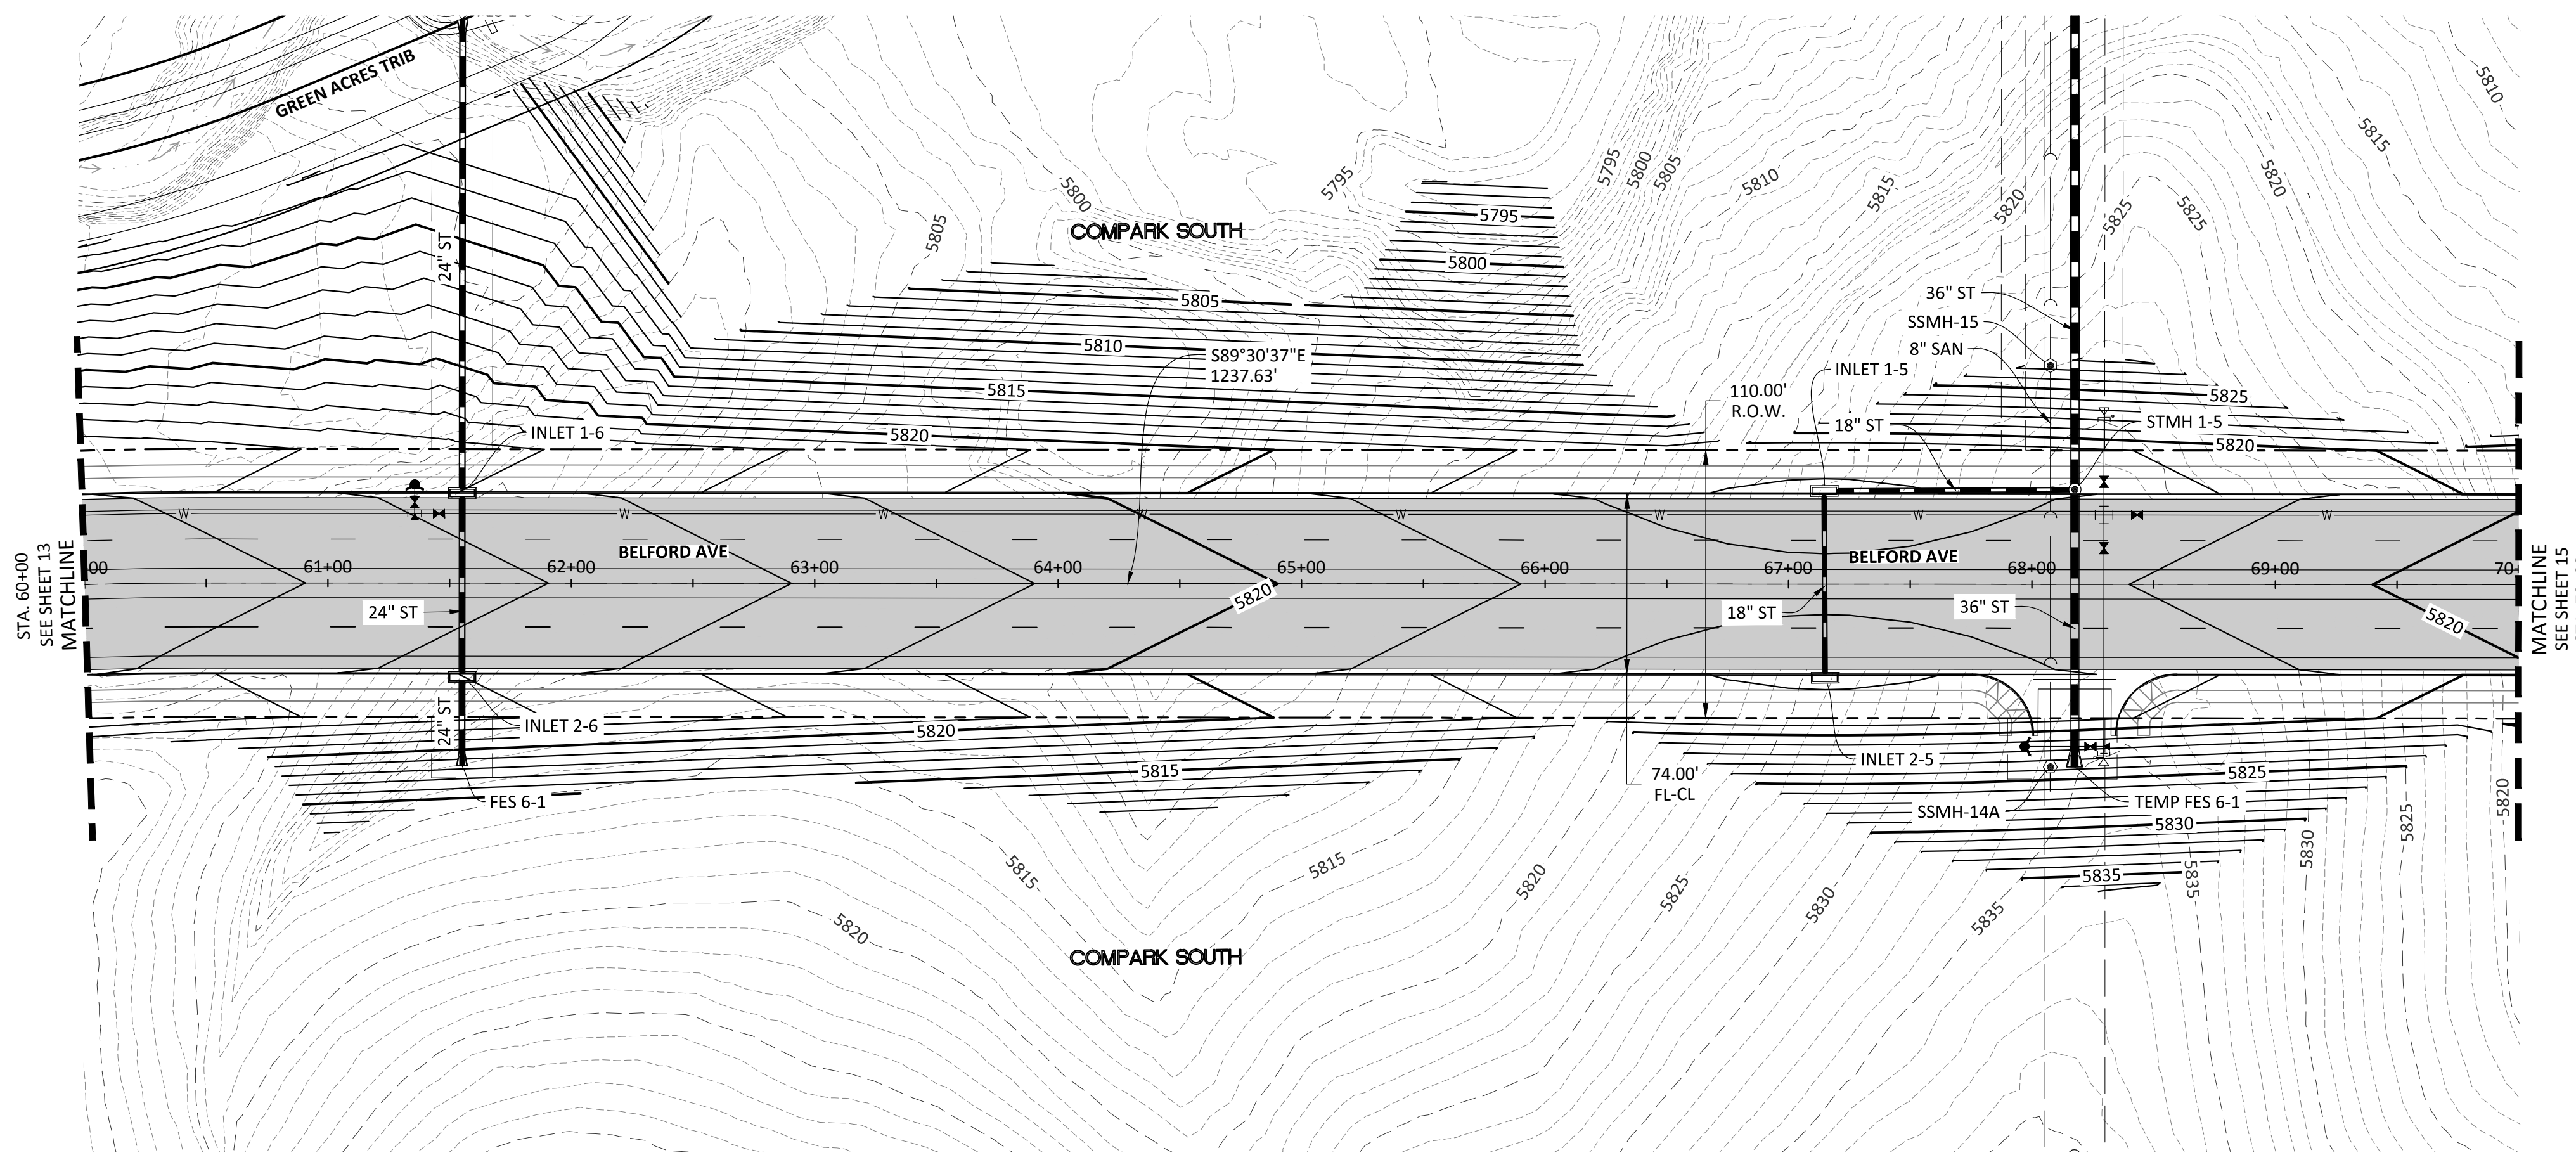 GREEN ACRES TRIB
5810
5815
5820
5825
5825
5820
5815
5810
5805
5800
5795
5795
5800
5805
5795
5800
24" ST
COMPARK SOUTH
5805
5810
5815
5820
S89°30'37"E
1237.63'
110.00'
R.O.W.
36" ST
SSMH-15
8" SAN
INLET 1-5
18" ST
STMH 1-5
5825
5820
INLET 1-6
W
W
W
W
W
W
W
W
BELFORD AVE
BELFORD AVE
STA. 60+00
SEE SHEET 13
MATCHLINE
00
61+00
62+00
63+00
64+00
65+00
66+00
67+00
68+00
69+00
70
MATCHLINE
SEE SHEET 15
24" ST
5820
18" ST
36" ST
5820
24" ST
INLET 2-6
5820
5815
FES 6-1
74.00'
FL-CL
INLET 2-5
SSMH-14A
TEMP FES 6-1
5825
5830
5835
5820
5825
5830
5835
5815
5815
5820
5820
5825
5830
5835
COMPARK SOUTH